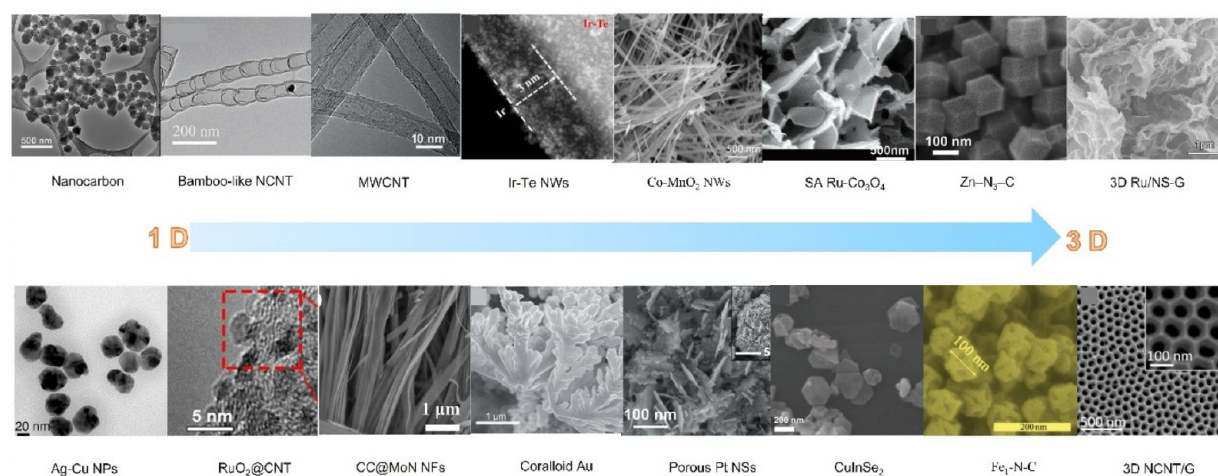 Ir-Te
3 nm
Ir
500 nm
200 nm
10 nm
500 nm
500nm
100 nm
1μm
Nanocarbon
Bamboo-like NCNT
MWCNT
Ir-Te NWs
Co-MnO₂ NWs
SA Ru-Co₃O₄
Zn–N₃–C
3D Ru/NS-G
1 D
3 D
100 nm
5
100 nm
20 nm
5 nm
1 μm
1 μm
100 nm
200 nm
200 nm
500 nm
Ag-Cu NPs
RuO₂@CNT
CC@MoN NFs
Coralloid Au
Porous Pt NSs
CuInSe₂
Fe₁-N-C
3D NCNT/G